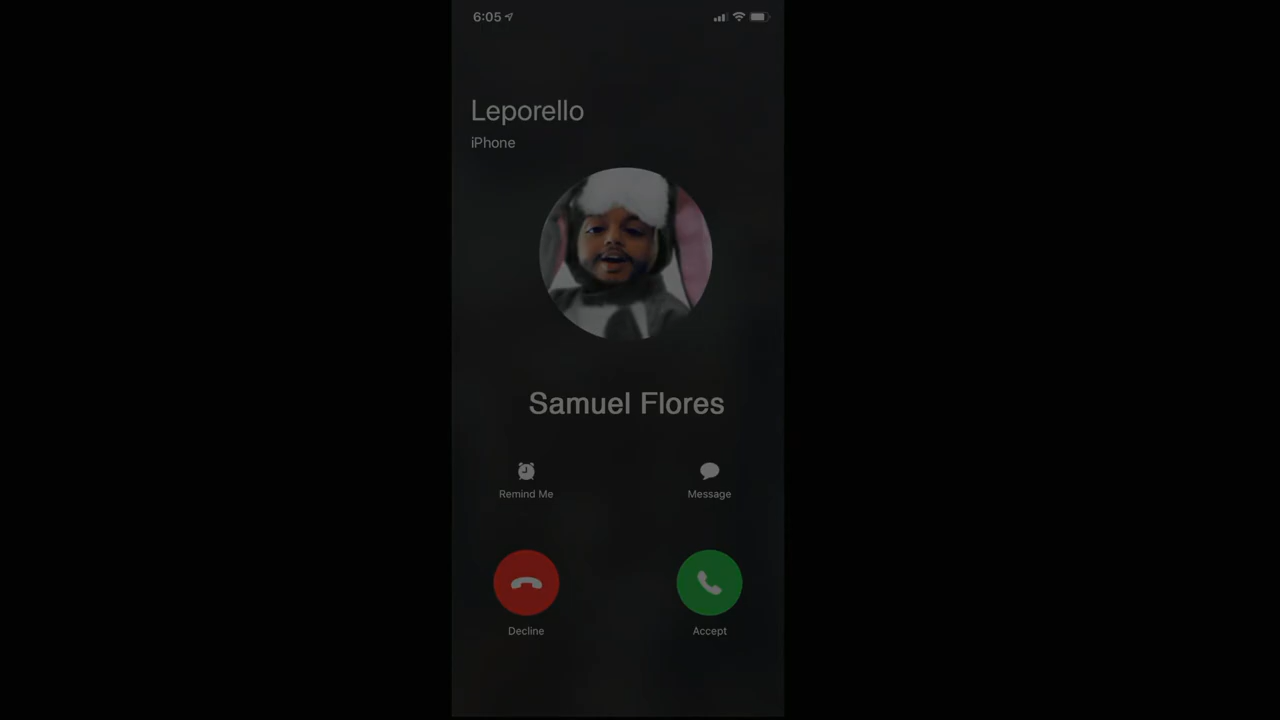 6:05
Leporello
iPhone
Samuel Flores
Remind Me
Message
Decline
Accept